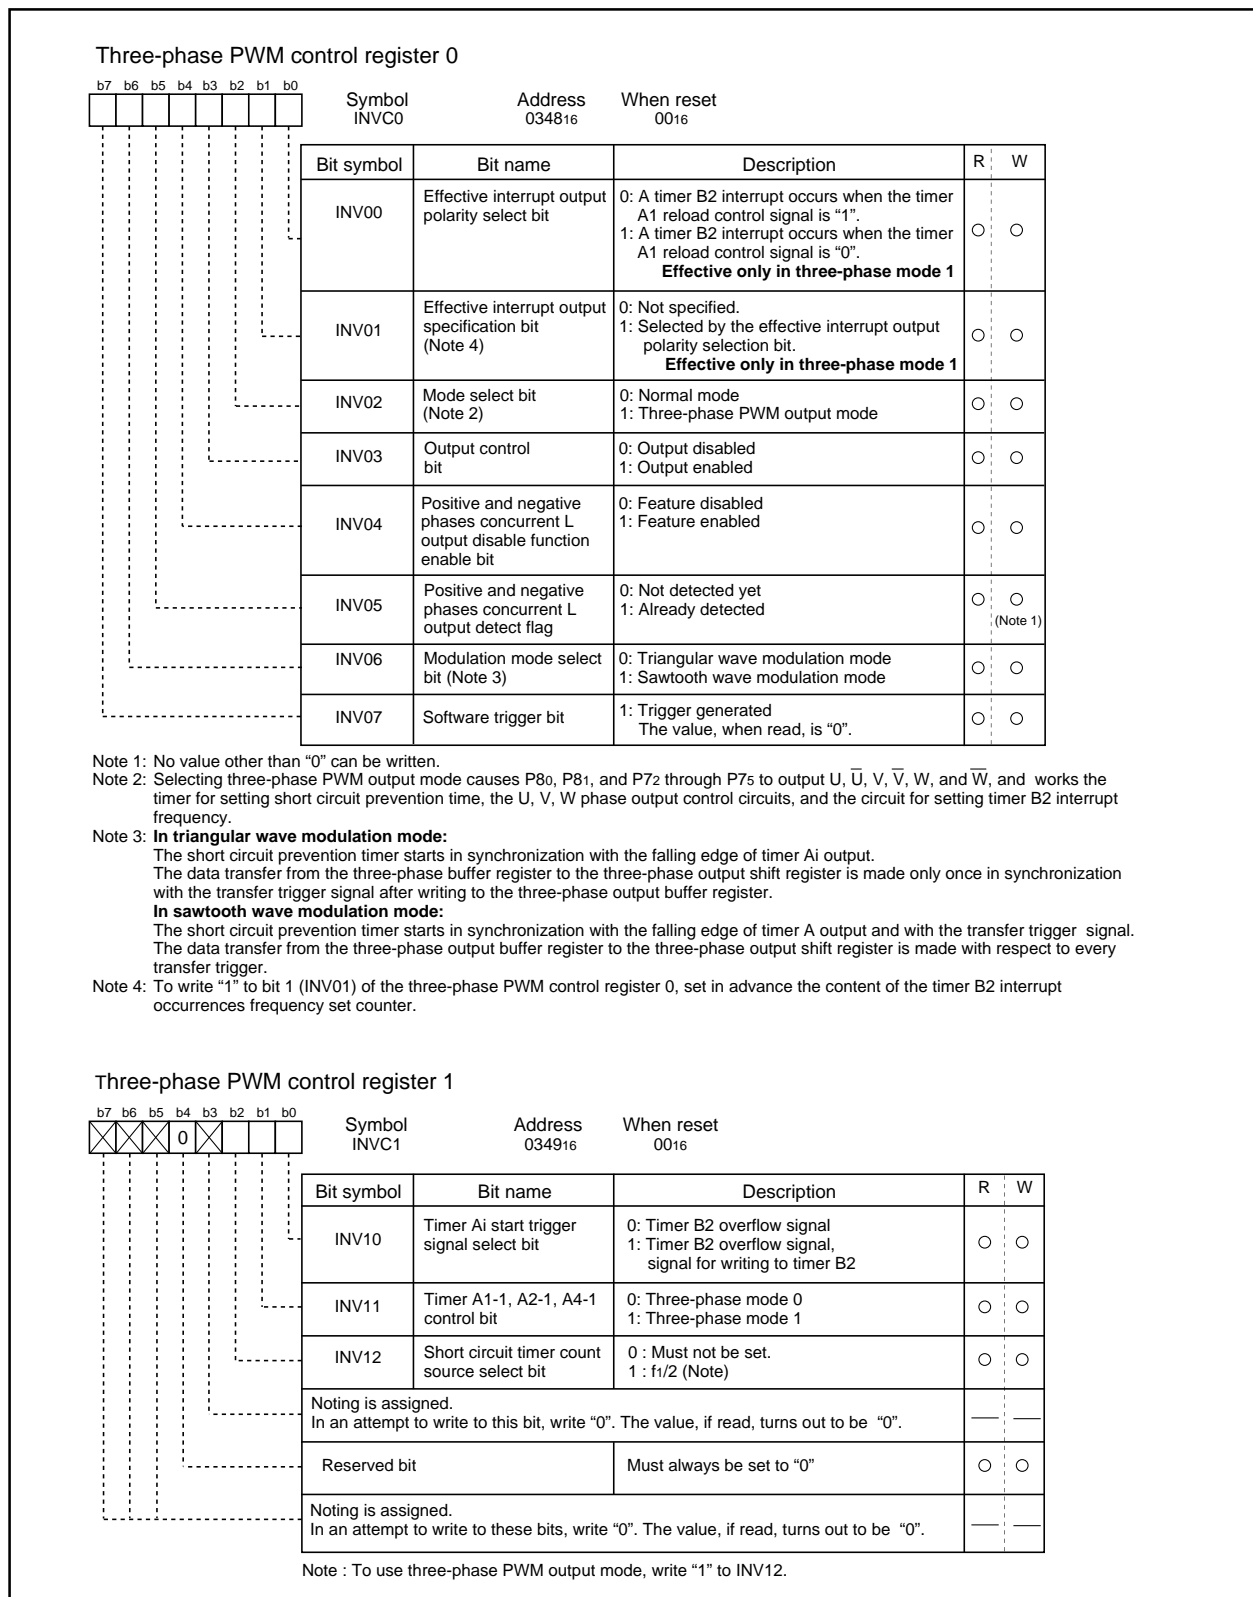 Three-phase PWM control register 0
b7 b6 b5 b4 b3 b2 b1 b0
Symbol Address When reset
INVC0 034816 0016
Bit symbol Bit name Description R W
INV00
Effective interrupt output
polarity select bit
0: A timer B2 interrupt occurs when the timer
A1 reload control signal is “1”.
1: A timer B2 interrupt occurs when the timer
A1 reload control signal is “0”.
Effective only in three-phase mode 1
INV01
Effective interrupt output
specification bit
(Note 4)
0: Not specified.
1: Selected by the effective interrupt output
polarity selection bit.
Effective only in three-phase mode 1
INV02
Mode select bit
(Note 2)
0: Normal mode
1: Three-phase PWM output mode
INV03
Output control
bit
0: Output disabled
1: Output enabled
INV04
Positive and negative
phases concurrent L
output disable function
enable bit
0: Feature disabled
1: Feature enabled
INV05
Positive and negative
phases concurrent L
output detect flag
0: Not detected yet
1: Already detected
(Note 1)
INV06
Modulation mode select
bit (Note 3)
0: Triangular wave modulation mode
1: Sawtooth wave modulation mode
INV07
Software trigger bit
1: Trigger generated
The value, when read, is “0”.
Note 1: No value other than “0” can be written.
Note 2: Selecting three-phase PWM output mode causes P80, P81, and P72 through P75 to output U, U̅, V, V̅, W, and W̅, and works the
timer for setting short circuit prevention time, the U, V, W phase output control circuits, and the circuit for setting timer B2 interrupt
frequency.
Note 3: In triangular wave modulation mode:
The short circuit prevention timer starts in synchronization with the falling edge of timer Ai output.
The data transfer from the three-phase buffer register to the three-phase output shift register is made only once in synchronization
with the transfer trigger signal after writing to the three-phase output buffer register.
In sawtooth wave modulation mode:
The short circuit prevention timer starts in synchronization with the falling edge of timer A output and with the transfer trigger signal.
The data transfer from the three-phase output buffer register to the three-phase output shift register is made with respect to every
transfer trigger.
Note 4: To write “1” to bit 1 (INV01) of the three-phase PWM control register 0, set in advance the content of the timer B2 interrupt
occurrences frequency set counter.
Three-phase PWM control register 1
b7 b6 b5 b4 b3 b2 b1 b0
0
Symbol Address When reset
INVC1 034916 0016
Bit symbol Bit name Description R W
INV10
Timer Ai start trigger
signal select bit
0: Timer B2 overflow signal
1: Timer B2 overflow signal,
signal for writing to timer B2
INV11
Timer A1-1, A2-1, A4-1
control bit
0: Three-phase mode 0
1: Three-phase mode 1
INV12
Short circuit timer count
source select bit
0 : Must not be set.
1 : f1/2 (Note)
Noting is assigned.
In an attempt to write to this bit, write “0”. The value, if read, turns out to be “0”.
Reserved bit Must always be set to “0”
Noting is assigned.
In an attempt to write to these bits, write “0”. The value, if read, turns out to be “0”.
Note : To use three-phase PWM output mode, write “1” to INV12.